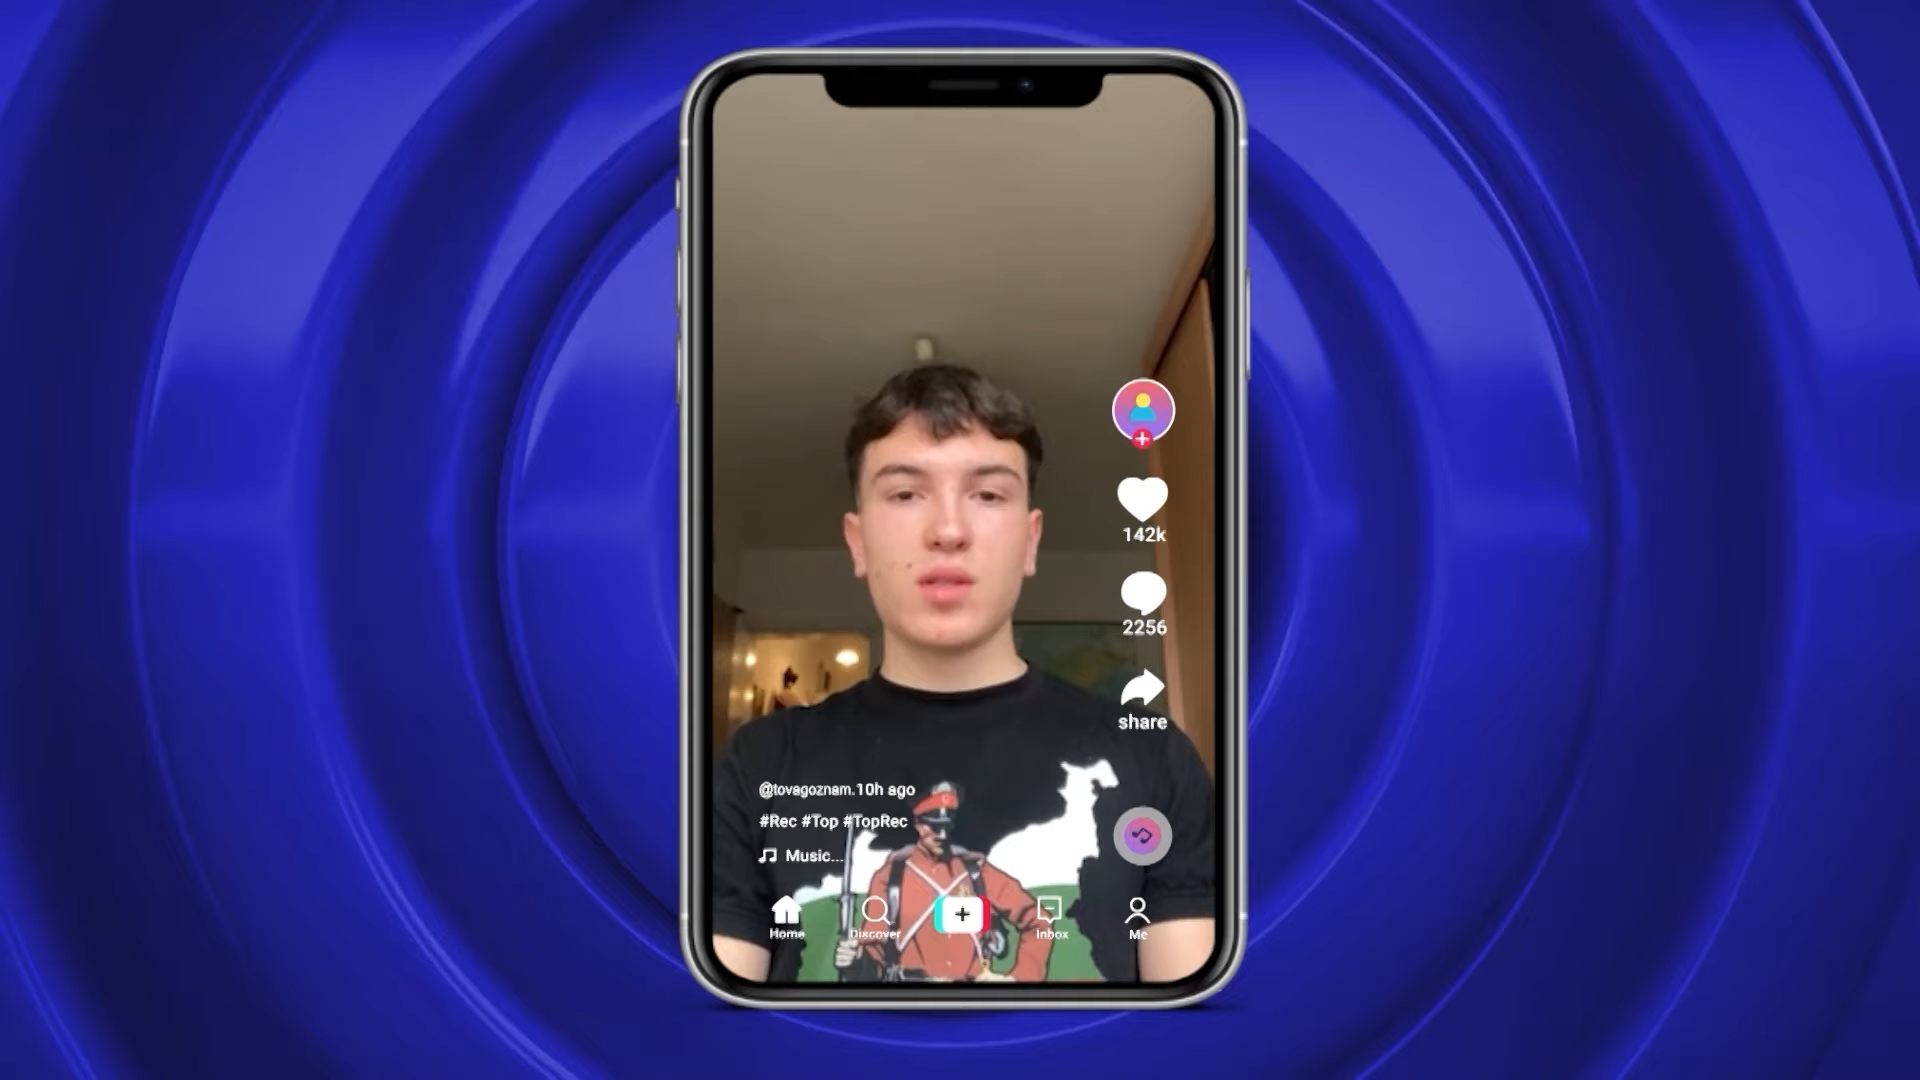 142k
2256
share
@tovagoznam.10h ago
#Rec #Top #TopRec
Music...
Home
Discover
Inbox
Me